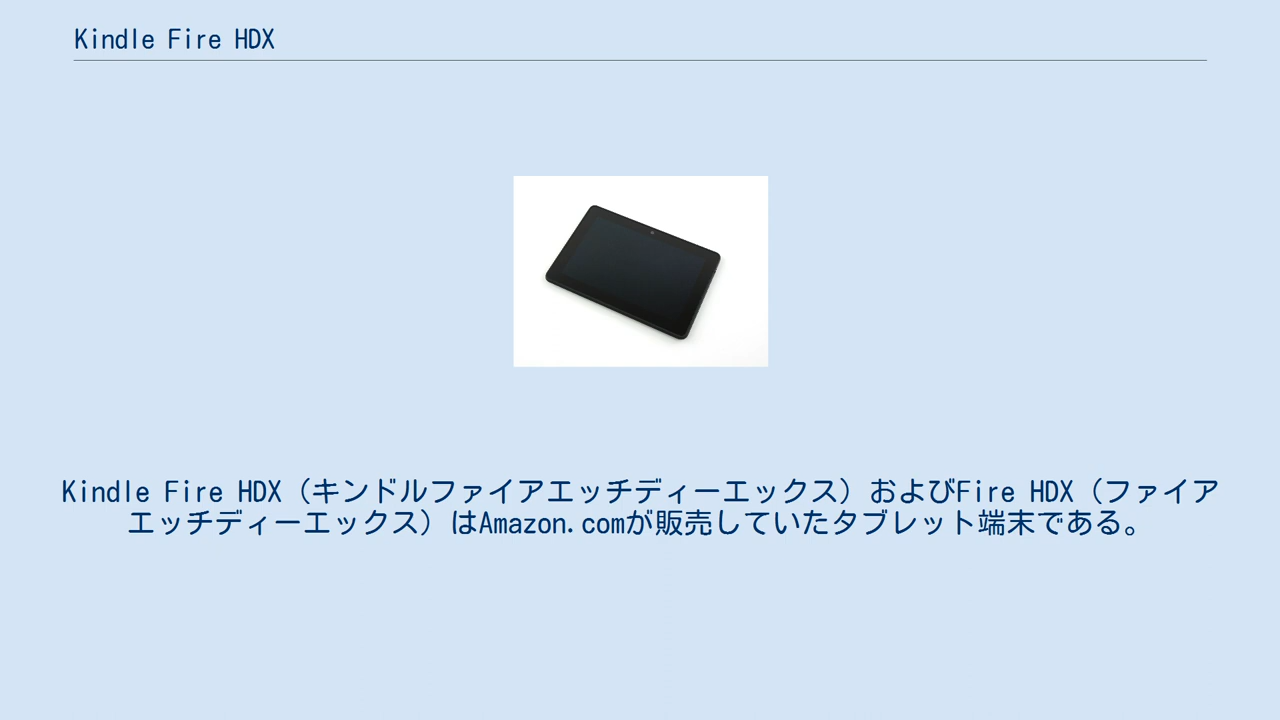 Kindle Fire HDX
Kindle Fire HDX（キンドルファイアエッチディーエックス）およびFire HDX（ファイア
エッチディーエックス）はAmazon.comが販売していたタブレット端末である。